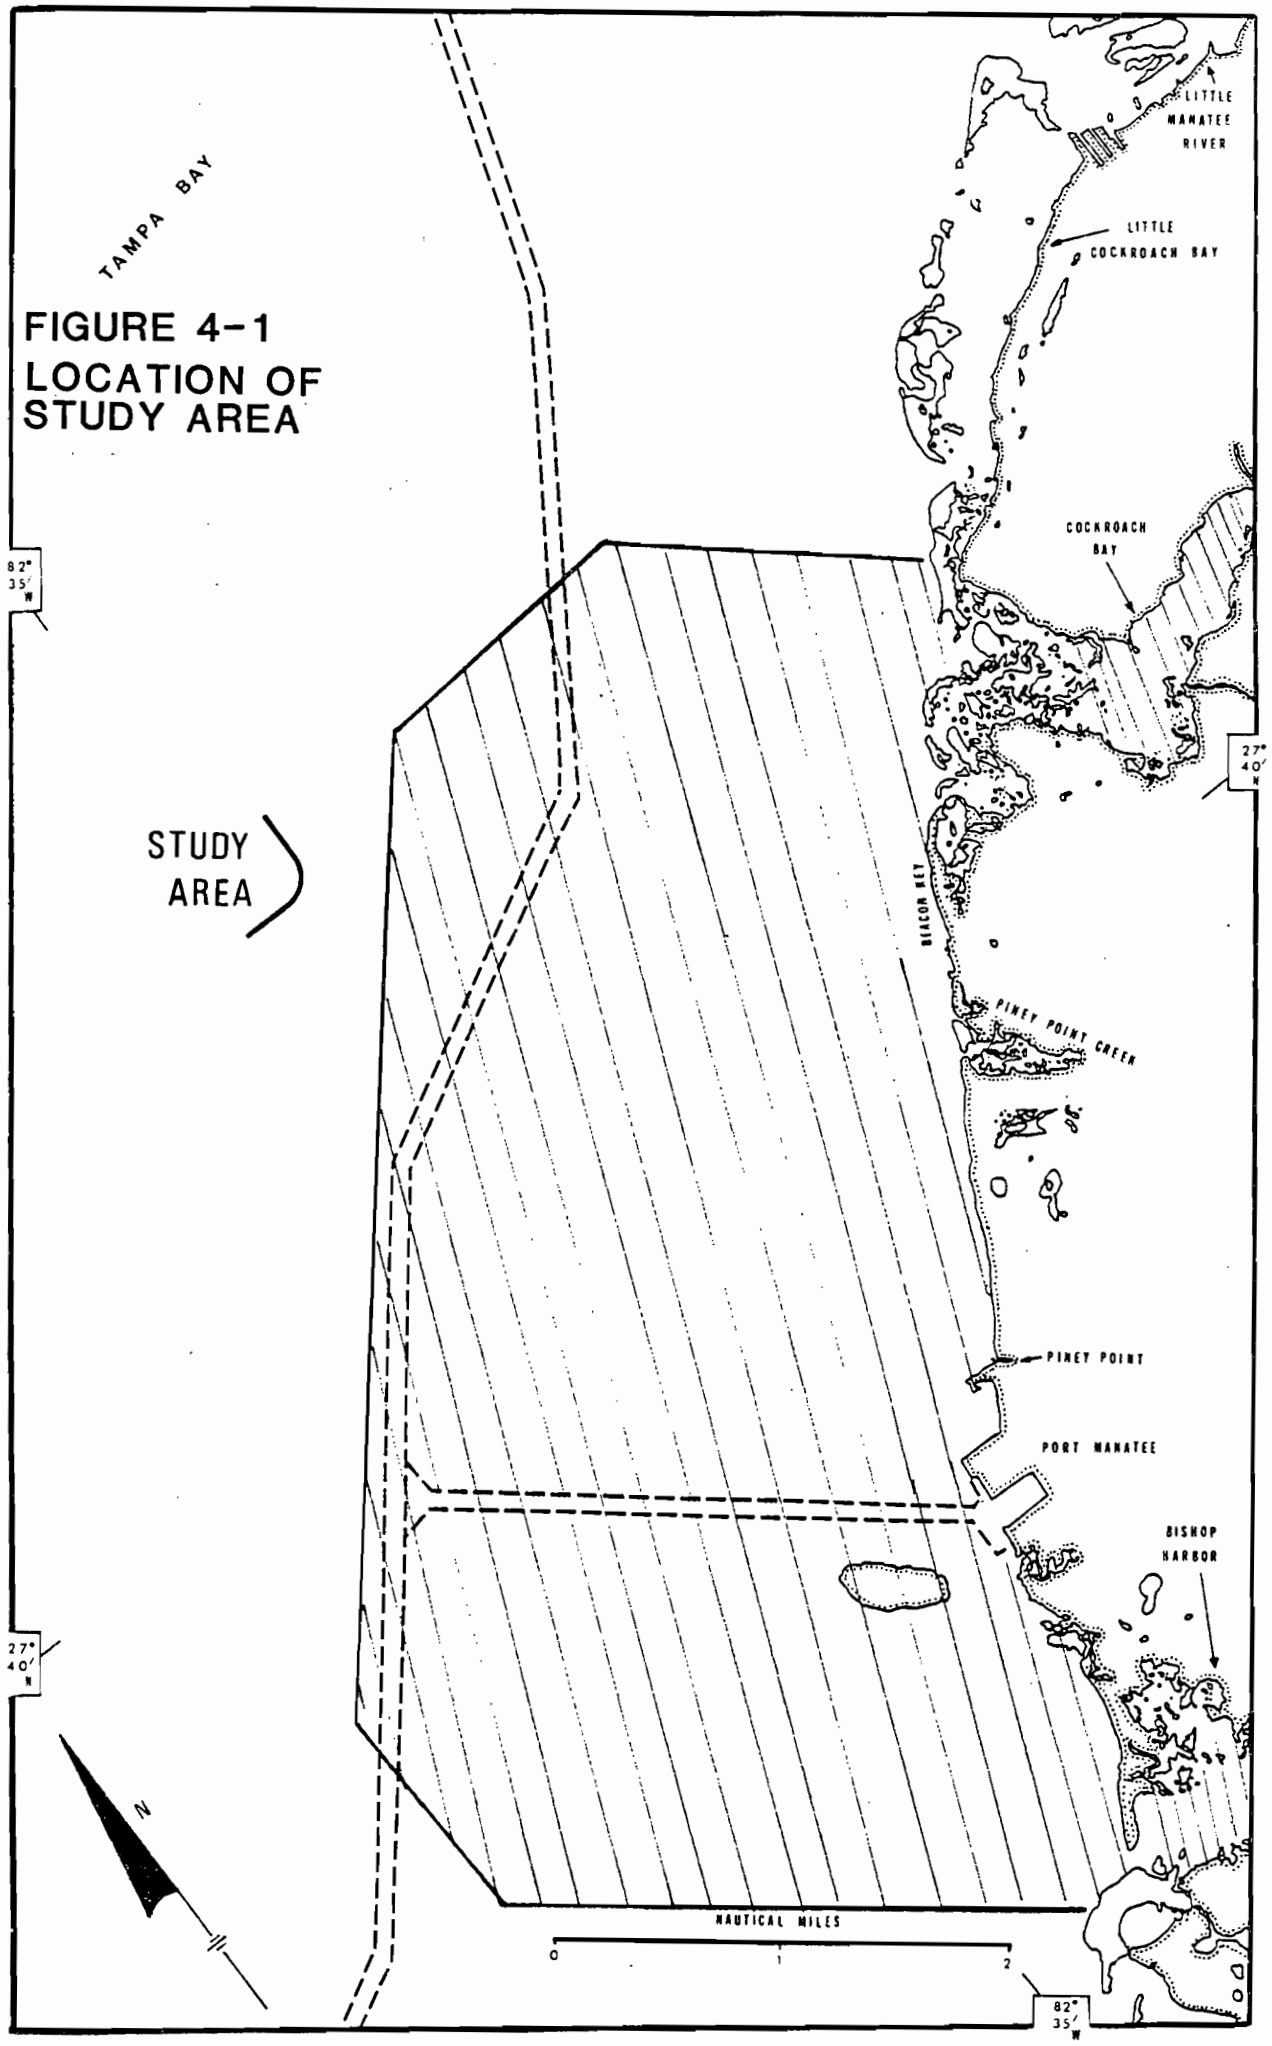 LITTLE
MANATEE
RIVER
TAMPA BAY
LITTLE
COCKROACH BAY
FIGURE 4-1
LOCATION OF
STUDY AREA
COCKROACH
BAY
82°
35'
W
27°
40'
N
STUDY
AREA
BEACON KEY
PINEY POINT CREEK
PINEY POINT
PORT MANATEE
BISHOP
HARBOR
27°
40'
N
N
NAUTICAL MILES
0 1 2
82°
35'
W